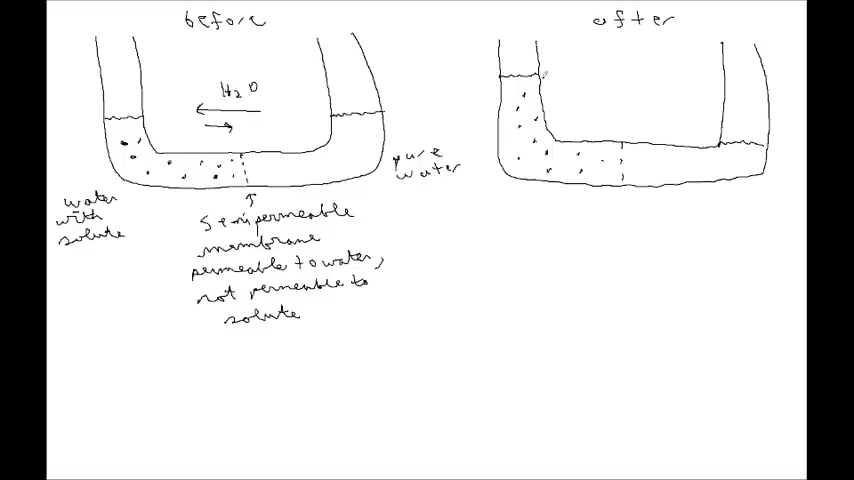 before
after
H₂O
pure
water
water
with
solute
semipermeable
membrane
permeable to water,
not permeable to
solute